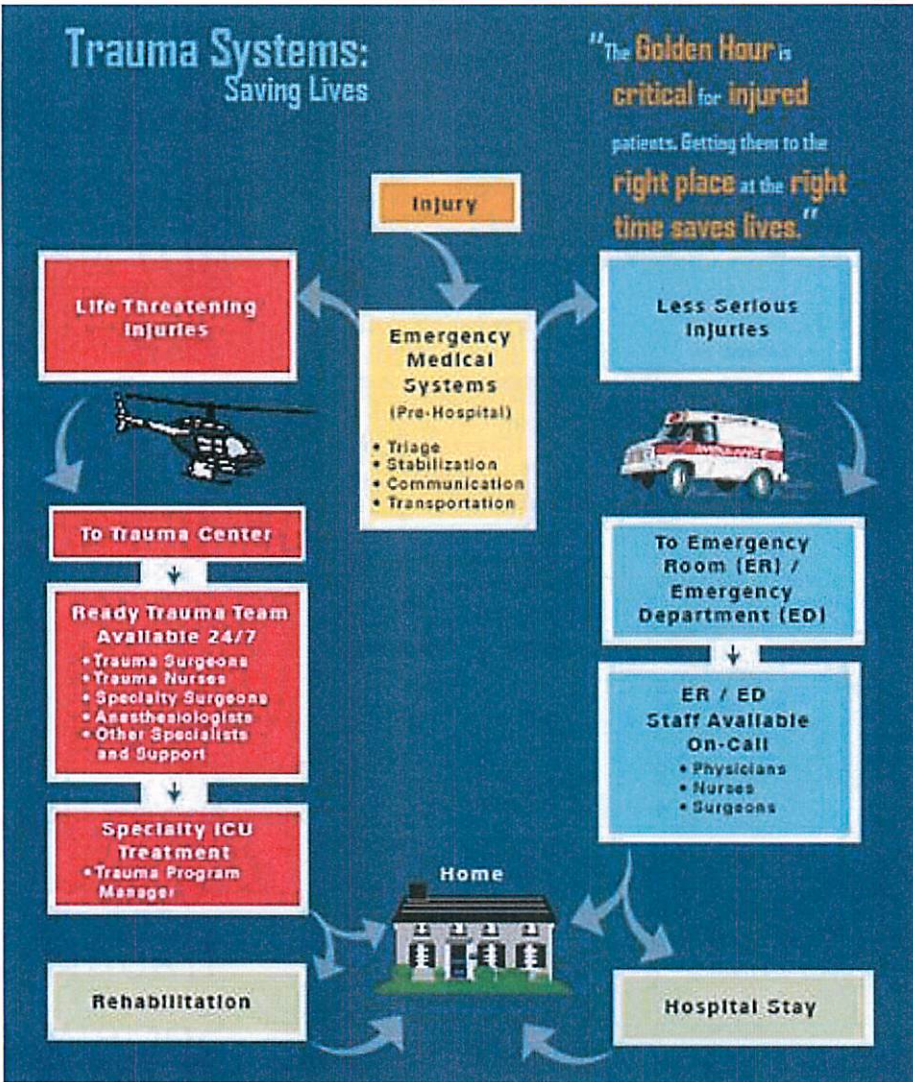 Trauma Systems:
Saving Lives
"The Golden Hour is
critical for injured
patients. Getting them to the
right place at the right
time saves lives."
Injury
Life Threatening
Injuries
Emergency
Medical
Systems
(Pre-Hospital)
• Triage
• Stabilization
• Communication
• Transportation
Less Serious
Injuries
AMBULANCE
To Trauma Center
Ready Trauma Team
Available 24/7
• Trauma Surgeons
• Trauma Nurses
• Specialty Surgeons
• Anesthesiologists
• Other Specialists
and Support
Specialty ICU
Treatment
• Trauma Program
Manager
To Emergency
Room (ER) /
Emergency
Department (ED)
ER / ED
Staff Available
On-Call
• Physicians
• Nurses
• Surgeons
Home
Rehabilitation
Hospital Stay